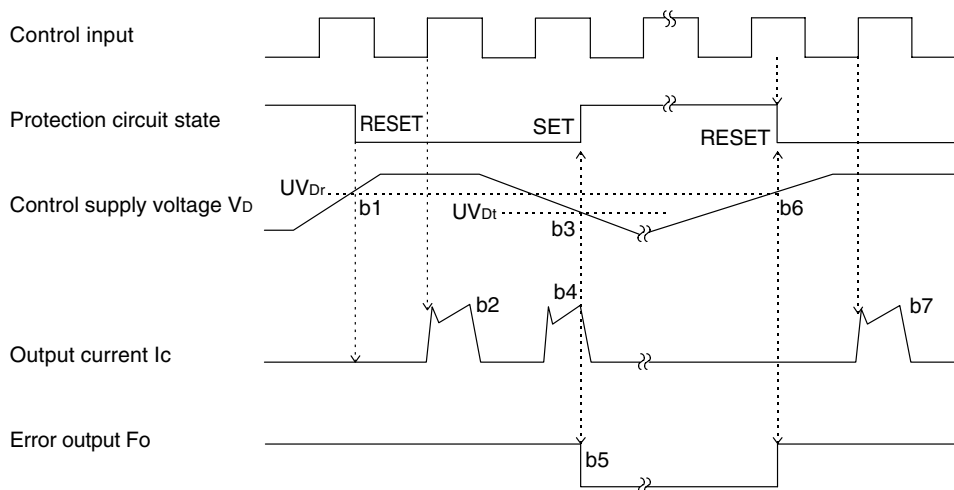 Control input
Protection circuit state
RESET
SET
RESET
Control supply voltage VD
UVDr
b1
UVDt
b3
b6
Output current Ic
b2
b4
b7
Error output Fo
b5